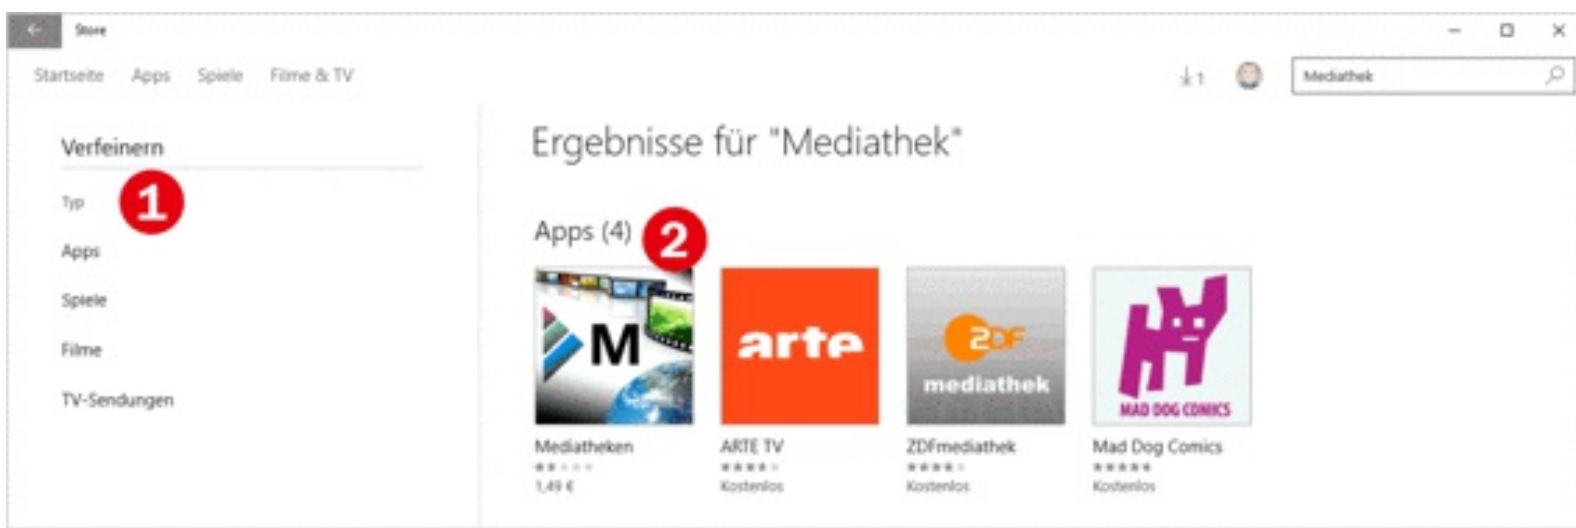 Store
Startseite Apps Spiele Filme & TV
1
Mediathek
Verfeinern
Typ
1
Apps
Spiele
Filme
TV-Sendungen
Ergebnisse für "Mediathek"
Apps (4)
2
M
arte
ZDF
mediathek
MAD DOG COMICS
Mediatheken
1,49 €
ARTE TV
Kostenlos
ZDFmediathek
Kostenlos
Mad Dog Comics
Kostenlos